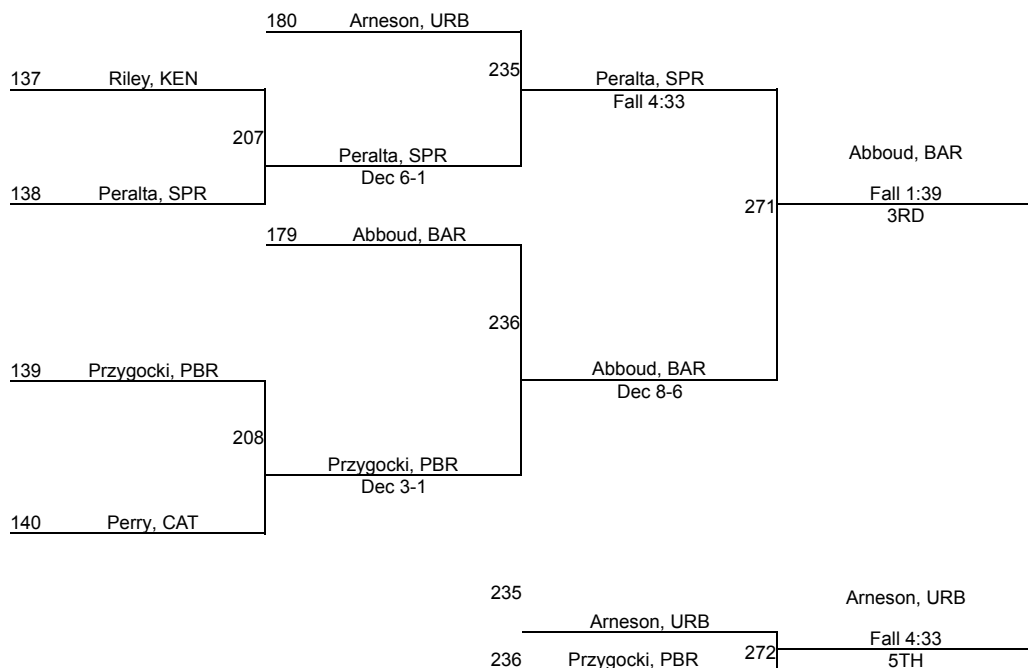 180 Arneson, URB
235
137 Riley, KEN
Peralta, SPR
Fall 4:33
207
Peralta, SPR
Dec 6-1
Abboud, BAR
138 Peralta, SPR
271
Fall 1:39
3RD
179 Abboud, BAR
236
139 Przygocki, PBR
Abboud, BAR
Dec 8-6
208
Przygocki, PBR
Dec 3-1
140 Perry, CAT
235
Arneson, URB
Arneson, URB
Fall 4:33
236 Przygocki, PBR
272
5TH